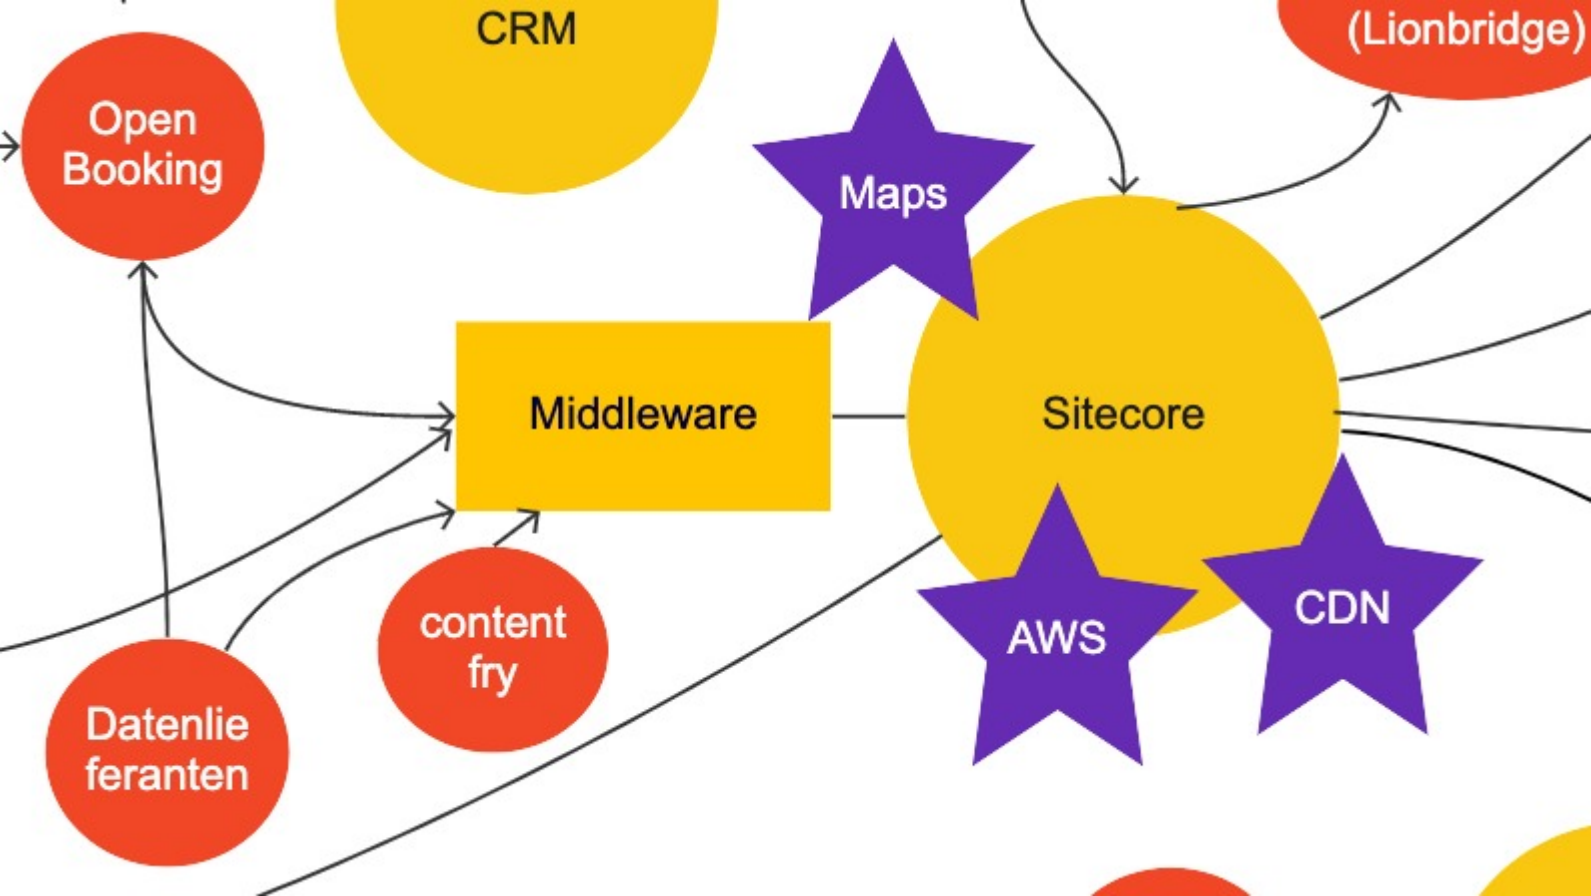 CRM
(Lionbridge)
Open
Booking
Maps
Middleware
Sitecore
content
fry
AWS
CDN
Datenlie
feranten